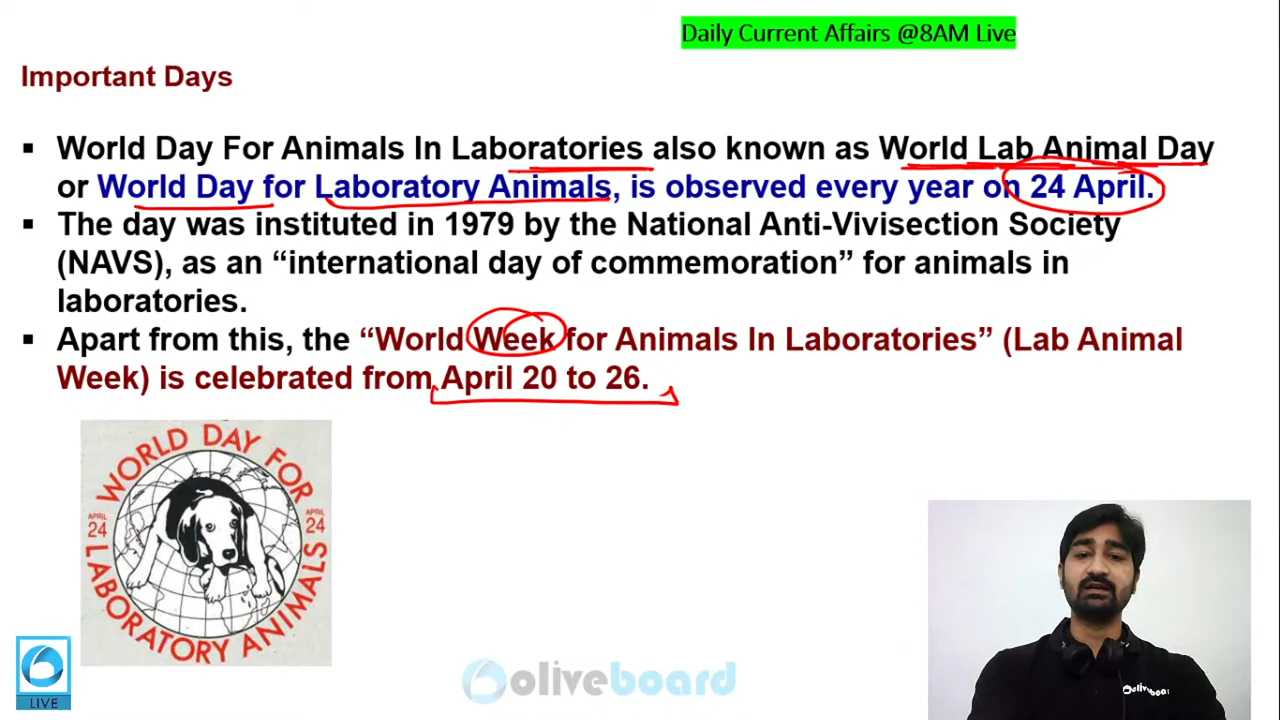 Daily Current Affairs @8AM Live
Important Days
▪ World Day For Animals In Laboratories also known as World Lab Animal Day
or World Day for Laboratory Animals, is observed every year on 24 April.
▪ The day was instituted in 1979 by the National Anti-Vivisection Society
(NAVS), as an “international day of commemoration” for animals in
laboratories.
▪ Apart from this, the “World Week for Animals In Laboratories” (Lab Animal
Week) is celebrated from April 20 to 26.
WORLD DAY FOR
APRIL
24
APRIL
24
LABORATORY ANIMALS
LIVE
oliveboard
oliveboard